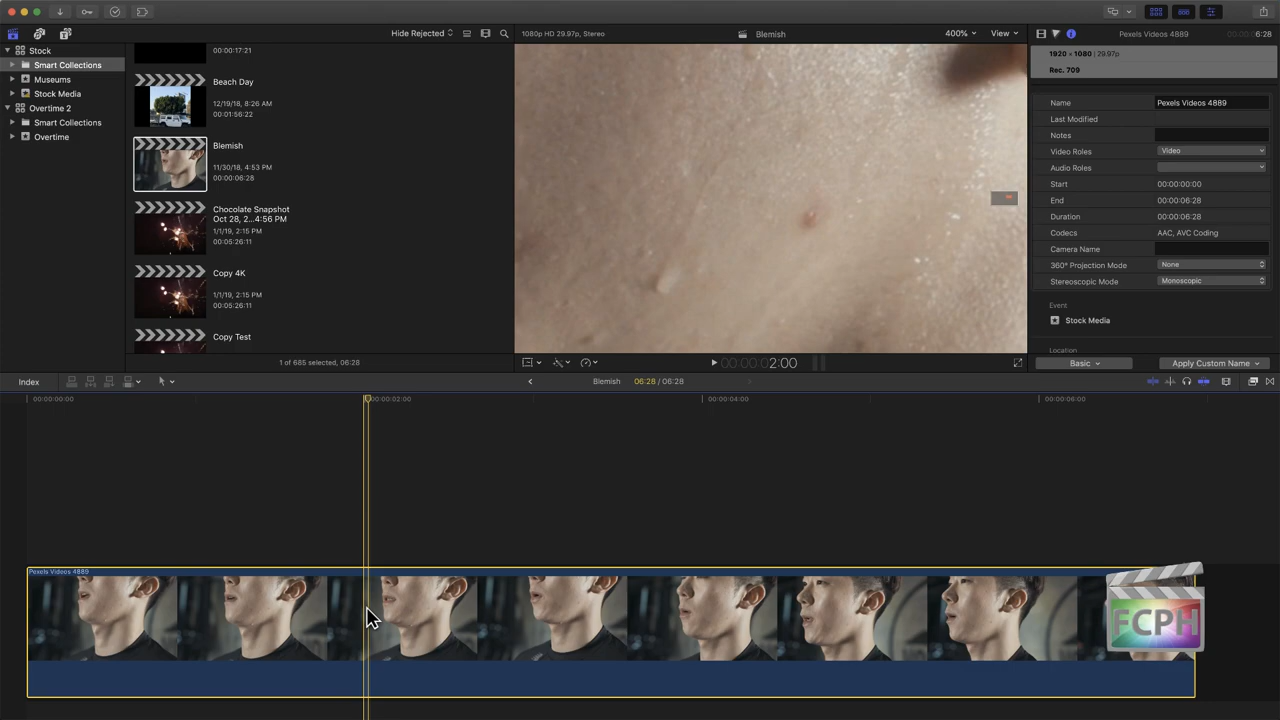 Hide Rejected
1080p HD 29.97p, Stereo
Blemish
400%
View
Pexels Videos 4889
00:00:06:28
Stock
Smart Collections
Museums
Stock Media
Overtime 2
Smart Collections
Overtime
00:00:17:21
Beach Day
12/19/18, 8:26 AM
00:01:56:22
Blemish
11/30/18, 4:53 PM
00:00:06:28
Chocolate Snapshot
Oct 28, 2...4:56 PM
1/1/19, 2:15 PM
00:05:26:11
Copy 4K
1/1/19, 2:15 PM
00:05:26:11
Copy Test
1 of 685 selected, 06:28
00:00:00 2:00
1920 × 1080 | 29.97p
Rec. 709
Name Pexels Videos 4889
Last Modified
Notes
Video Roles Video
Audio Roles
Start 00:00:00:00
End 00:00:06:28
Duration 00:00:06:28
Codecs AAC, AVC Coding
Camera Name
360° Projection Mode None
Stereoscopic Mode Monoscopic
Event
Stock Media
Location
Basic
Apply Custom Name
Index
Blemish
06:28 / 06:28
00:00:00:00
00:00:02:00
00:00:04:00
00:00:06:00
Pexels Videos 4889
FCPH